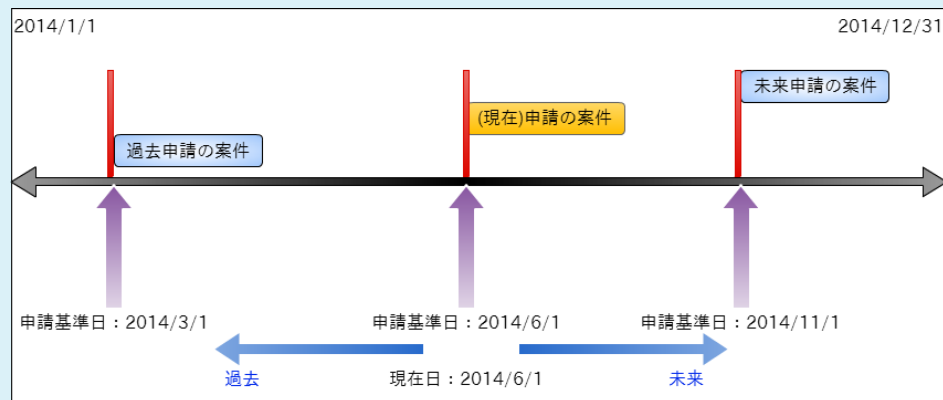 2014/1/1
2014/12/31
未来申請の案件
(現在)申請の案件
過去申請の案件
申請基準日：2014/3/1
申請基準日：2014/6/1
申請基準日：2014/11/1
過去
現在日：2014/6/1
未来